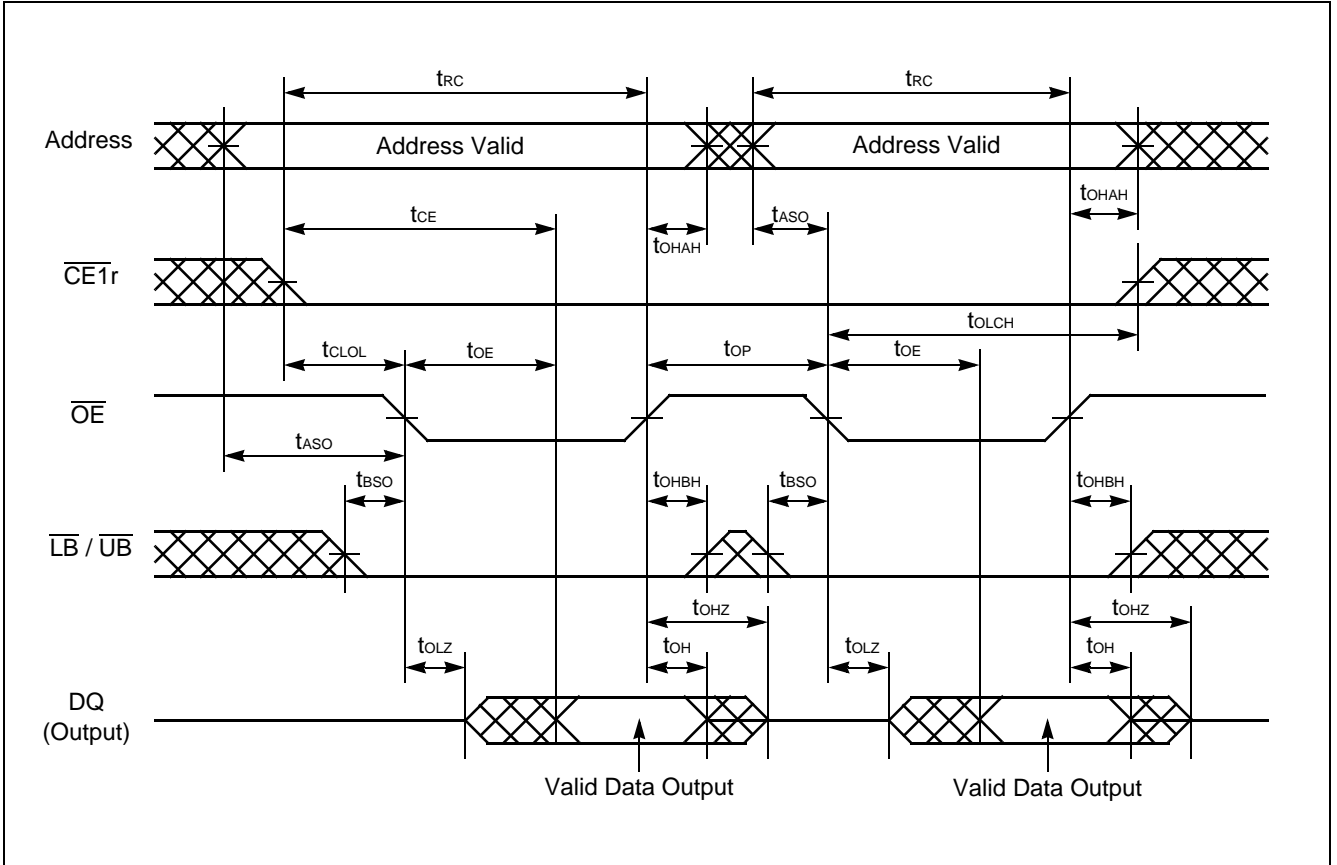 tRC tRC
Address Address Valid Address Valid
tCE tOHAH tASO tOHAH
CE1r
tOLCH
tCLOL tOE tOP tOE
OE
tASO
tBSO tOHBH tBSO tOHBH
LB / UB
tOHZ tOHZ
tOLZ tOH tOLZ tOH
DQ
(Output)
Valid Data Output Valid Data Output